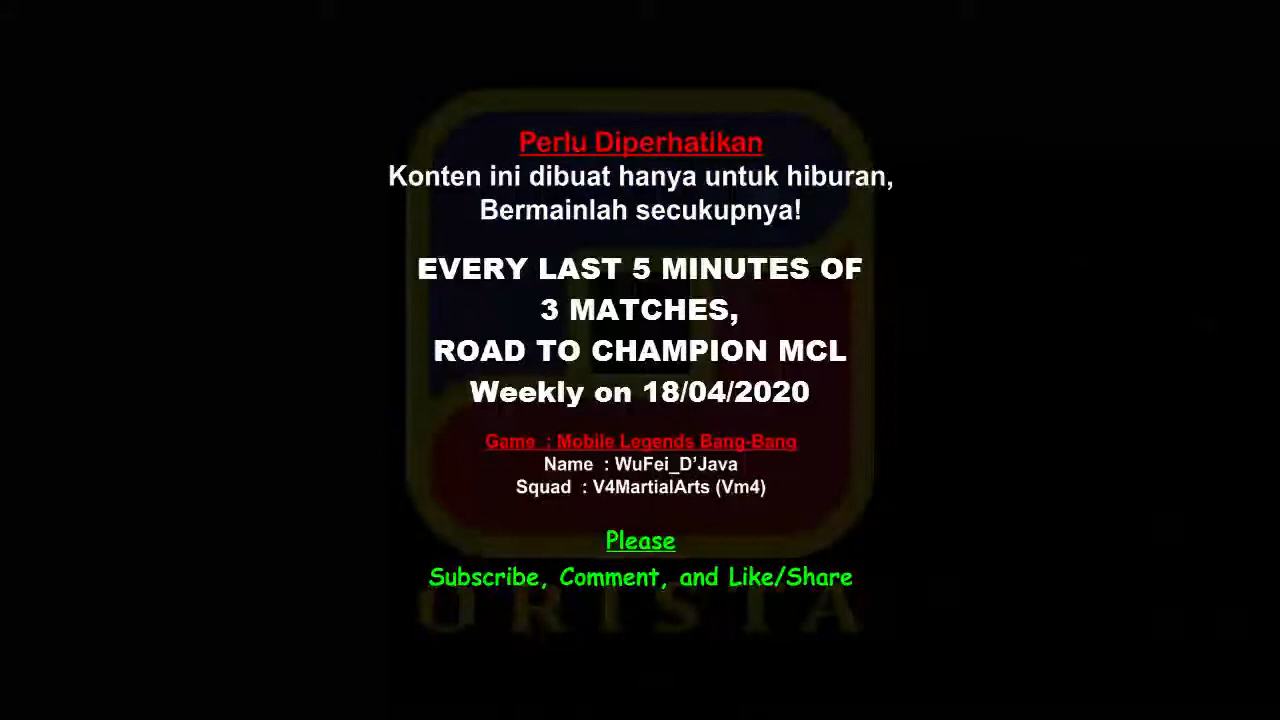 Perlu Diperhatikan
Konten ini dibuat hanya untuk hiburan,
Bermainlah secukupnya!
EVERY LAST 5 MINUTES OF
3 MATCHES,
ROAD TO CHAMPION MCL
Weekly on 18/04/2020
Game : Mobile Legends Bang-Bang
Name : WuFei_D’Java
Squad : V4MartialArts (Vm4)
Please
Subscribe, Comment, and Like/Share
ORISTA